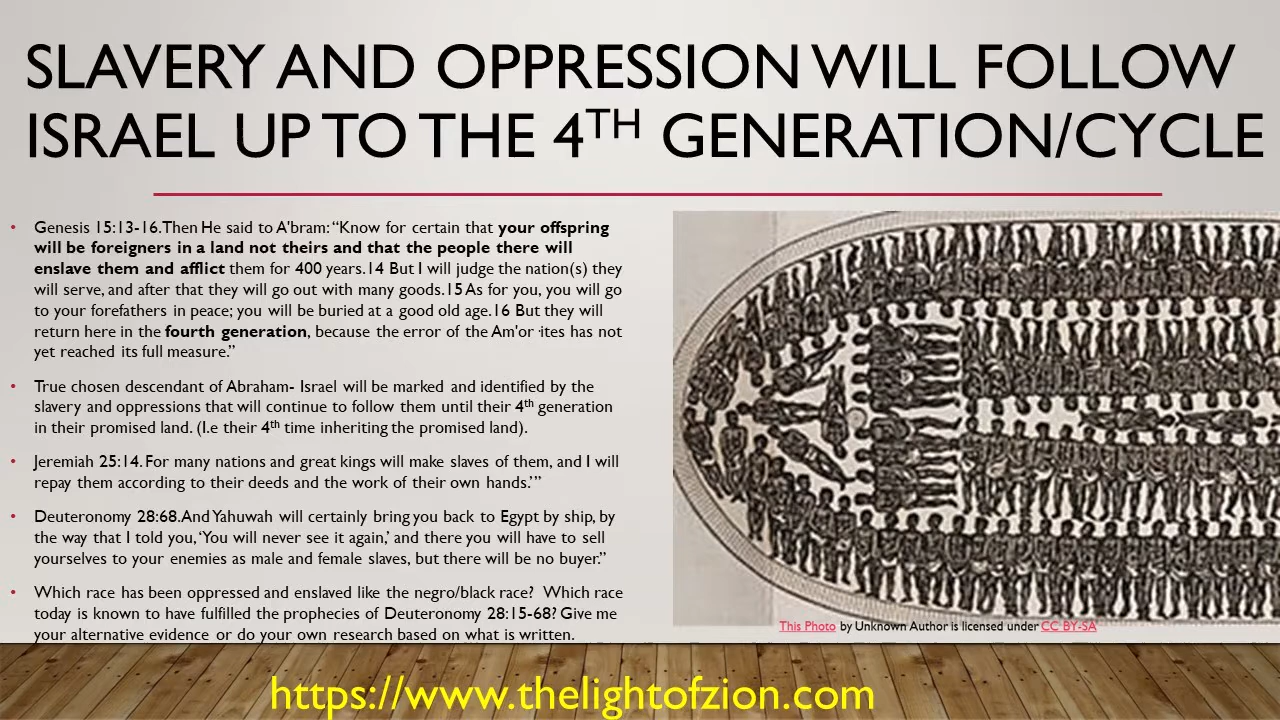 SLAVERY AND OPPRESSION WILL FOLLOW
ISRAEL UP TO THE 4TH GENERATION/CYCLE
• Genesis 15:13-16.Then He said to A'bram: “Know for certain that your offspring
will be foreigners in a land not theirs and that the people there will
enslave them and afflict them for 400 years.14 But I will judge the nation(s) they
will serve, and after that they will go out with many goods.15 As for you, you will go
to your forefathers in peace; you will be buried at a good old age.16 But they will
return here in the fourth generation, because the error of the Am'or·ites has not
yet reached its full measure.”
• True chosen descendant of Abraham- Israel will be marked and identified by the
slavery and oppressions that will continue to follow them until their 4th generation
in their promised land. (I.e their 4th time inheriting the promised land).
• Jeremiah 25:14. For many nations and great kings will make slaves of them, and I will
repay them according to their deeds and the work of their own hands.’”
• Deuteronomy 28:68.And Yahuwah will certainly bring you back to Egypt by ship, by
the way that I told you, ‘You will never see it again,’ and there you will have to sell
yourselves to your enemies as male and female slaves, but there will be no buyer.”
• Which race has been oppressed and enslaved like the negro/black race? Which race
today is known to have fulfilled the prophecies of Deuteronomy 28:15-68? Give me
your alternative evidence or do your own research based on what is written.
This Photo by Unknown Author is licensed under CC BY-SA
https://www.thelightofzion.com